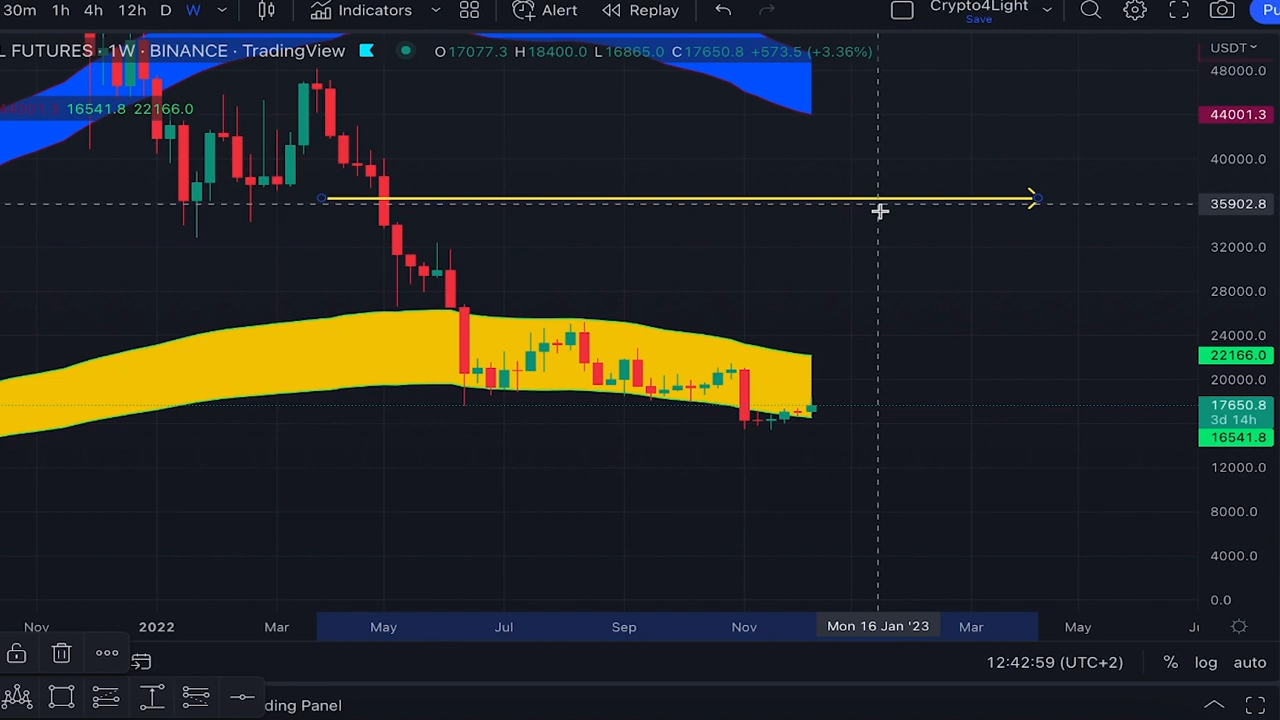 30m 1h 4h 12h D W Indicators Alert Replay Crypto4Light
Save
L FUTURES · 1W · BINANCE · TradingView O17077.3 H18400.0 L16865.0 C17650.8 +573.5 (+3.36%)
USDT
16541.8 22166.0
48000.0
44001.3
40000.0
35902.8
32000.0
28000.0
24000.0
22166.0
20000.0
17650.8
3d 14h
16541.8
12000.0
8000.0
4000.0
0.0
Nov 2022 Mar May Jul Sep Nov Mon 16 Jan '23 Mar May
12:42:59 (UTC+2) % log auto
ding Panel